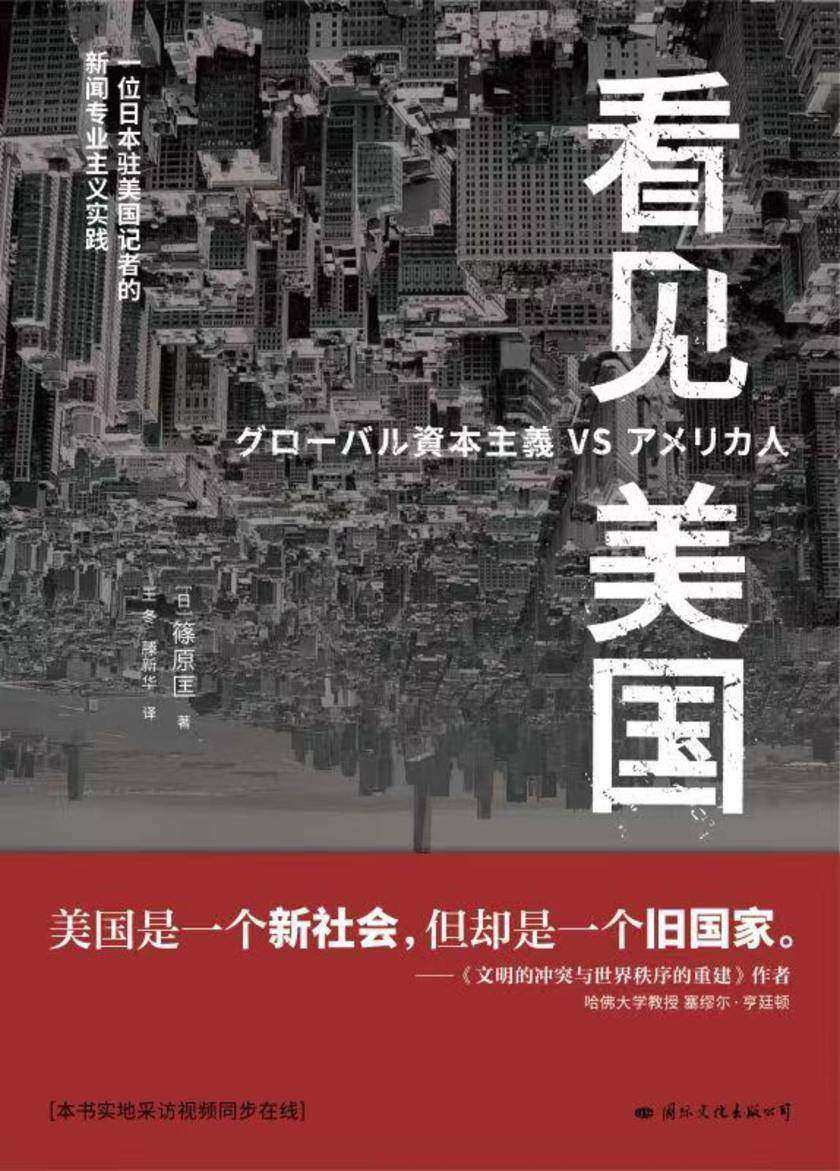 看见美国
グローバル資本主義 VS アメリカ人
一位日本驻美国记者的
新闻专业主义实践
[日] 篠原匡 著
王冬 滕新华 译
美国是一个新社会，但却是一个旧国家。
——《文明的冲突与世界秩序的重建》作者
哈佛大学教授 塞缪尔·亨廷顿
[本书实地采访视频同步在线]
国际文化出版公司